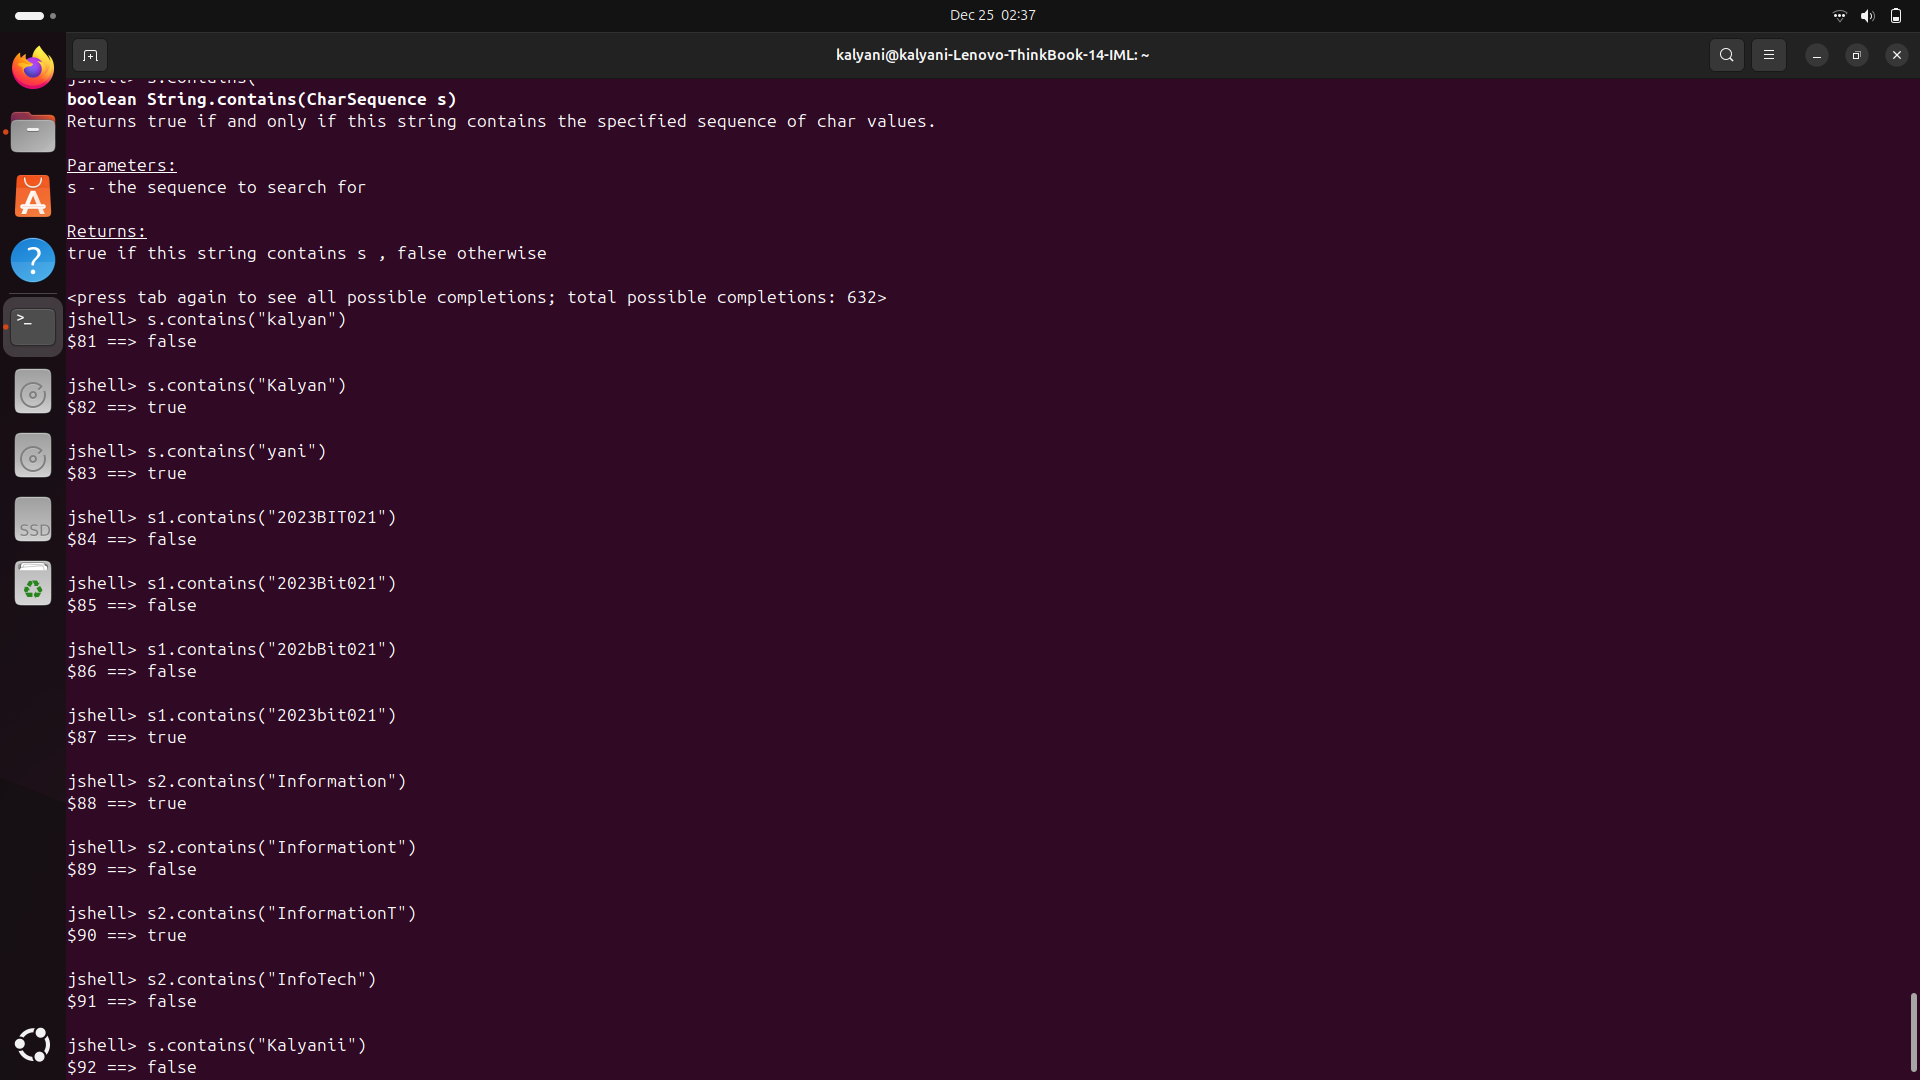 Dec 25 02:37
kalyani@kalyani-Lenovo-ThinkBook-14-IML: ~
jshell> s.contains(
boolean String.contains(CharSequence s)
Returns true if and only if this string contains the specified sequence of char values.
Parameters:
s - the sequence to search for
Returns:
true if this string contains s , false otherwise
<press tab again to see all possible completions; total possible completions: 632>
jshell> s.contains("kalyan")
$81 ==> false
jshell> s.contains("Kalyan")
$82 ==> true
jshell> s.contains("yani")
$83 ==> true
jshell> s1.contains("2023BIT021")
$84 ==> false
jshell> s1.contains("2023Bit021")
$85 ==> false
jshell> s1.contains("202bBit021")
$86 ==> false
jshell> s1.contains("2023bit021")
$87 ==> true
jshell> s2.contains("Information")
$88 ==> true
jshell> s2.contains("Informationt")
$89 ==> false
jshell> s2.contains("InformationT")
$90 ==> true
jshell> s2.contains("InfoTech")
$91 ==> false
jshell> s.contains("Kalyanii")
$92 ==> false
SSD